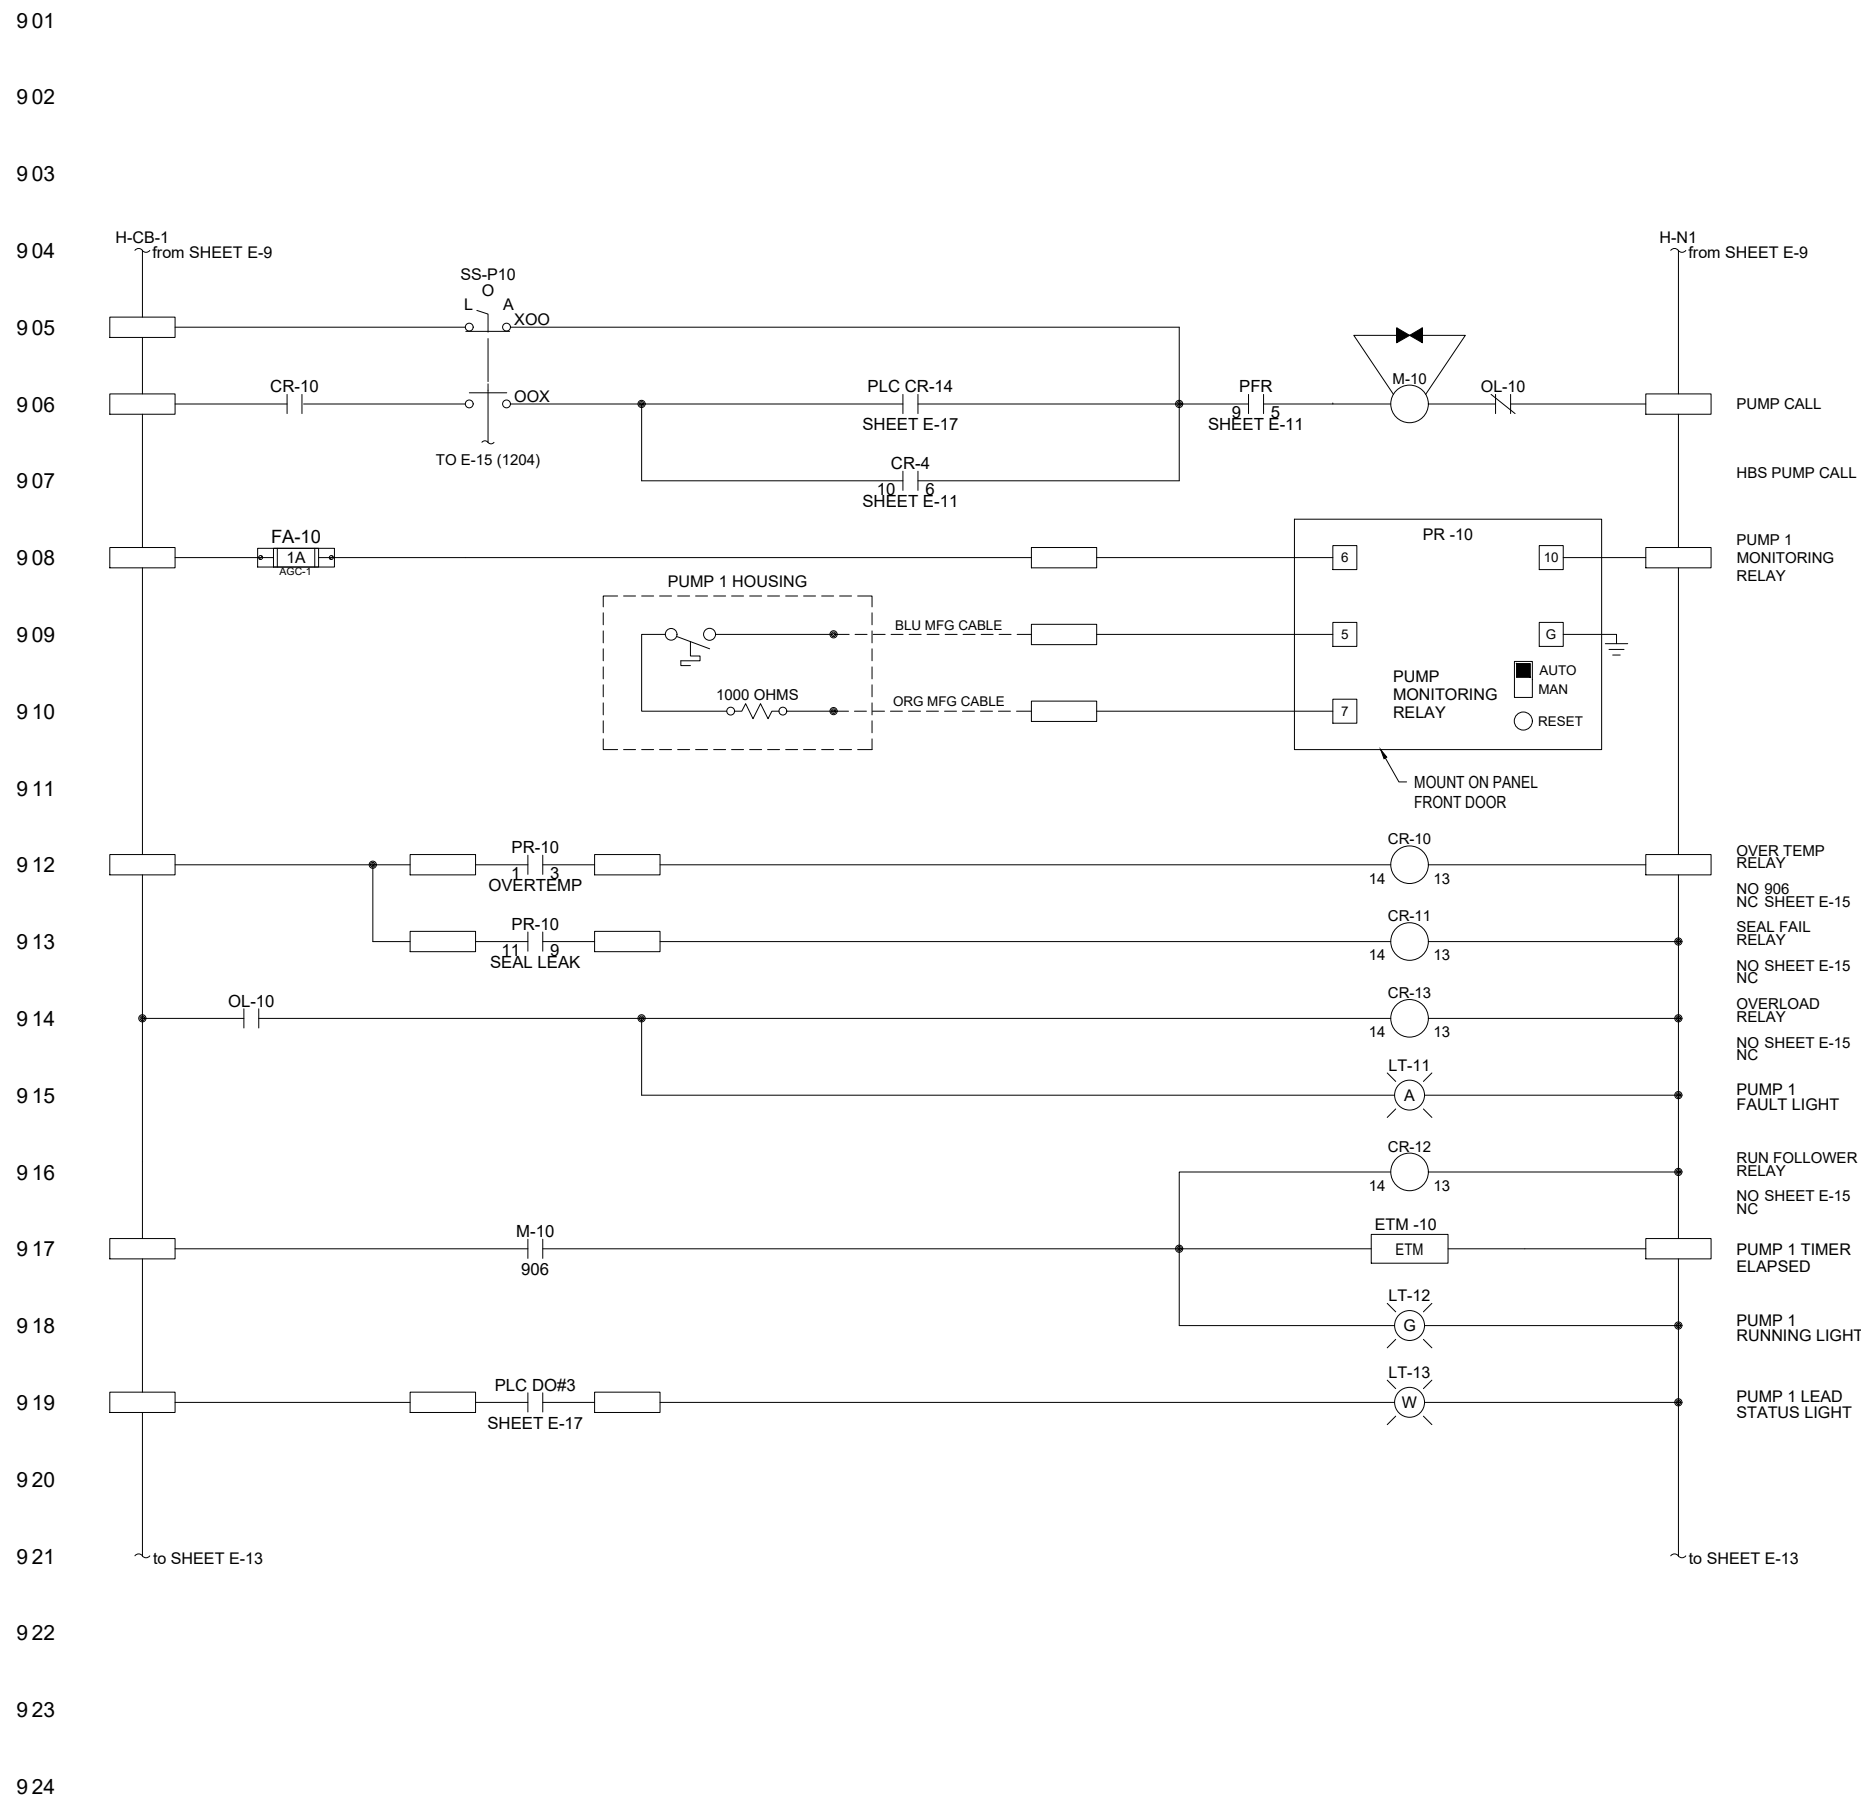 901
902
903
904
H-CB-1
from SHEET E-9
H-N1
from SHEET E-9
SS-P10
O
L A
905
XOO
906
CR-10
OOX
PLC CR-14
SHEET E-17
PFR
9 5
SHEET E-11
M-10
OL-10
PUMP CALL
TO E-15 (1204)
907
CR-4
10 6
SHEET E-11
HBS PUMP CALL
908
FA-10
1A
AGC-1
PR -10
6
10
PUMP 1
MONITORING
RELAY
PUMP 1 HOUSING
909
BLU MFG CABLE
5
G
AUTO
MAN
PUMP
MONITORING
RELAY
910
1000 OHMS
ORG MFG CABLE
7
RESET
911
MOUNT ON PANEL
FRONT DOOR
912
PR-10
1 3
OVERTEMP
CR-10
14 13
OVER TEMP
RELAY
NO 906
NC SHEET E-15
913
PR-10
11 9
SEAL LEAK
CR-11
14 13
SEAL FAIL
RELAY
NO SHEET E-15
NC
914
OL-10
CR-13
14 13
OVERLOAD
RELAY
NO SHEET E-15
NC
915
LT-11
A
PUMP 1
FAULT LIGHT
916
CR-12
14 13
RUN FOLLOWER
RELAY
NO SHEET E-15
NC
917
M-10
906
ETM -10
ETM
PUMP 1 TIMER
ELAPSED
918
LT-12
G
PUMP 1
RUNNING LIGHT
919
PLC DO#3
SHEET E-17
LT-13
W
PUMP 1 LEAD
STATUS LIGHT
920
921
to SHEET E-13
to SHEET E-13
922
923
924